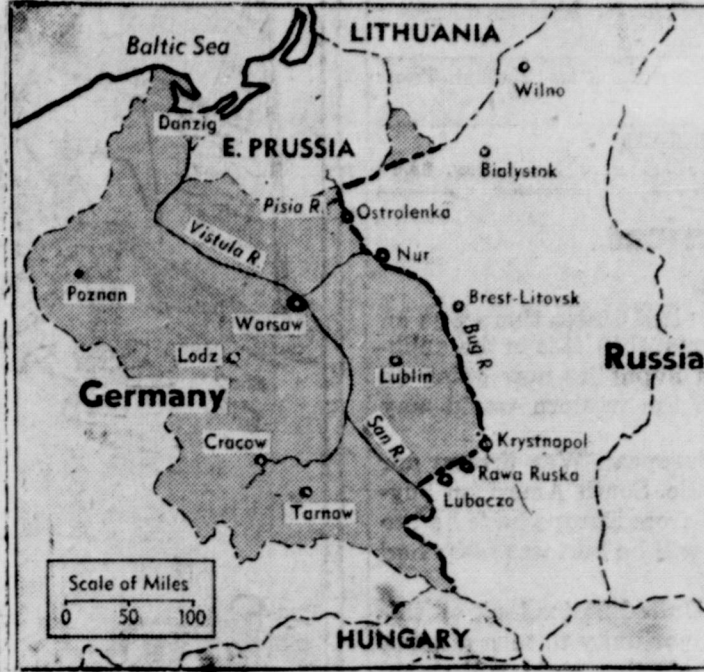 LITHUANIA
Baltic Sea
Wilno
Danzig
E. PRUSSIA
Bialystok
Pisia R.
Ostrolenka
Vistula R.
Nur
Poznan
Brest-Litovsk
Warsaw
Bug R.
Lodz
Lublin
Russia
Germany
San R.
Krystnopol
Cracow
Rawa Ruska
Lubaczo
Tarnow
Scale of Miles
0 50 100
HUNGARY